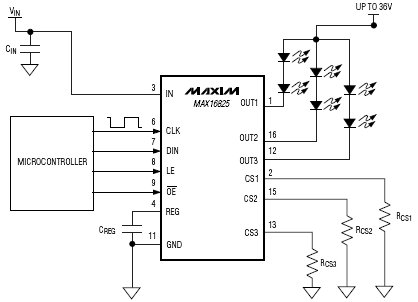 VIN
UP TO 36V
CIN
3
IN
MAXIM
MAX16825
OUT1
1
6
CLK
7
DIN
MICROCONTROLLER
8
LE
9
OE
OUT2
16
OUT3
12
CS1
2
4
REG
CS2
15
CREG
11
GND
CS3
13
RCS1
RCS2
RCS3